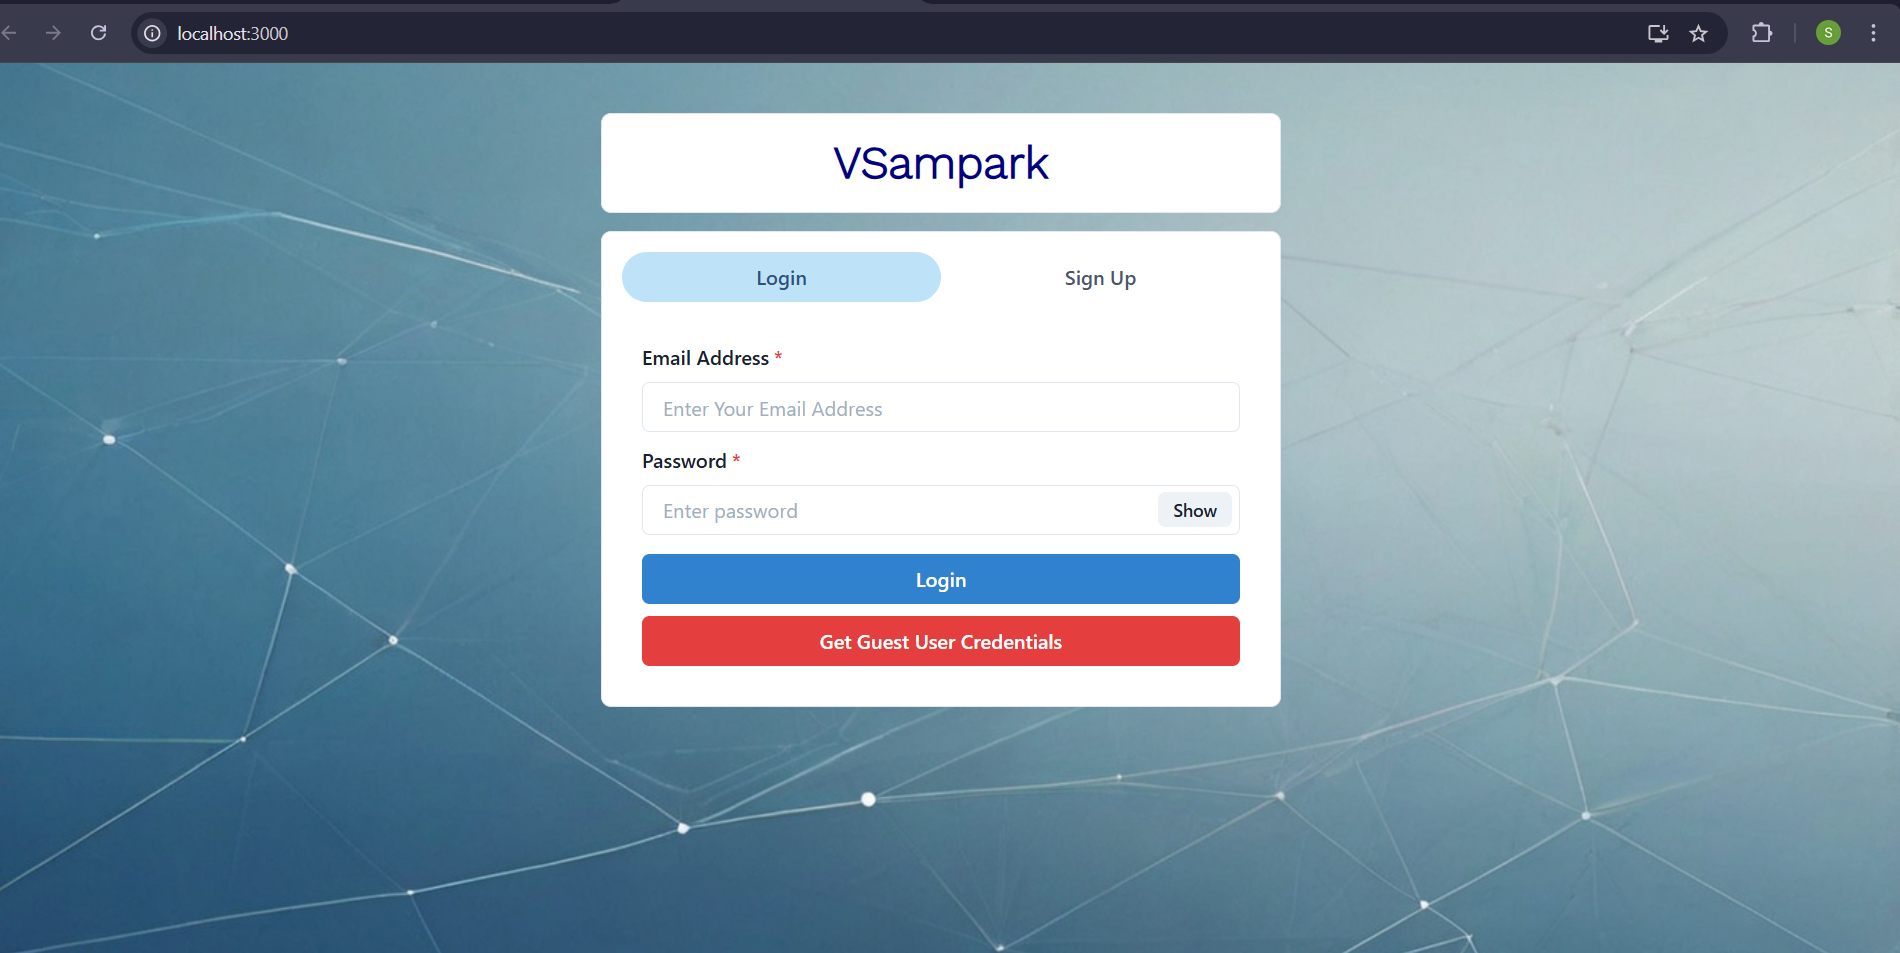 localhost:3000
S
VSampark
Login
Sign Up
Email Address *
Enter Your Email Address
Password *
Enter password
Show
Login
Get Guest User Credentials